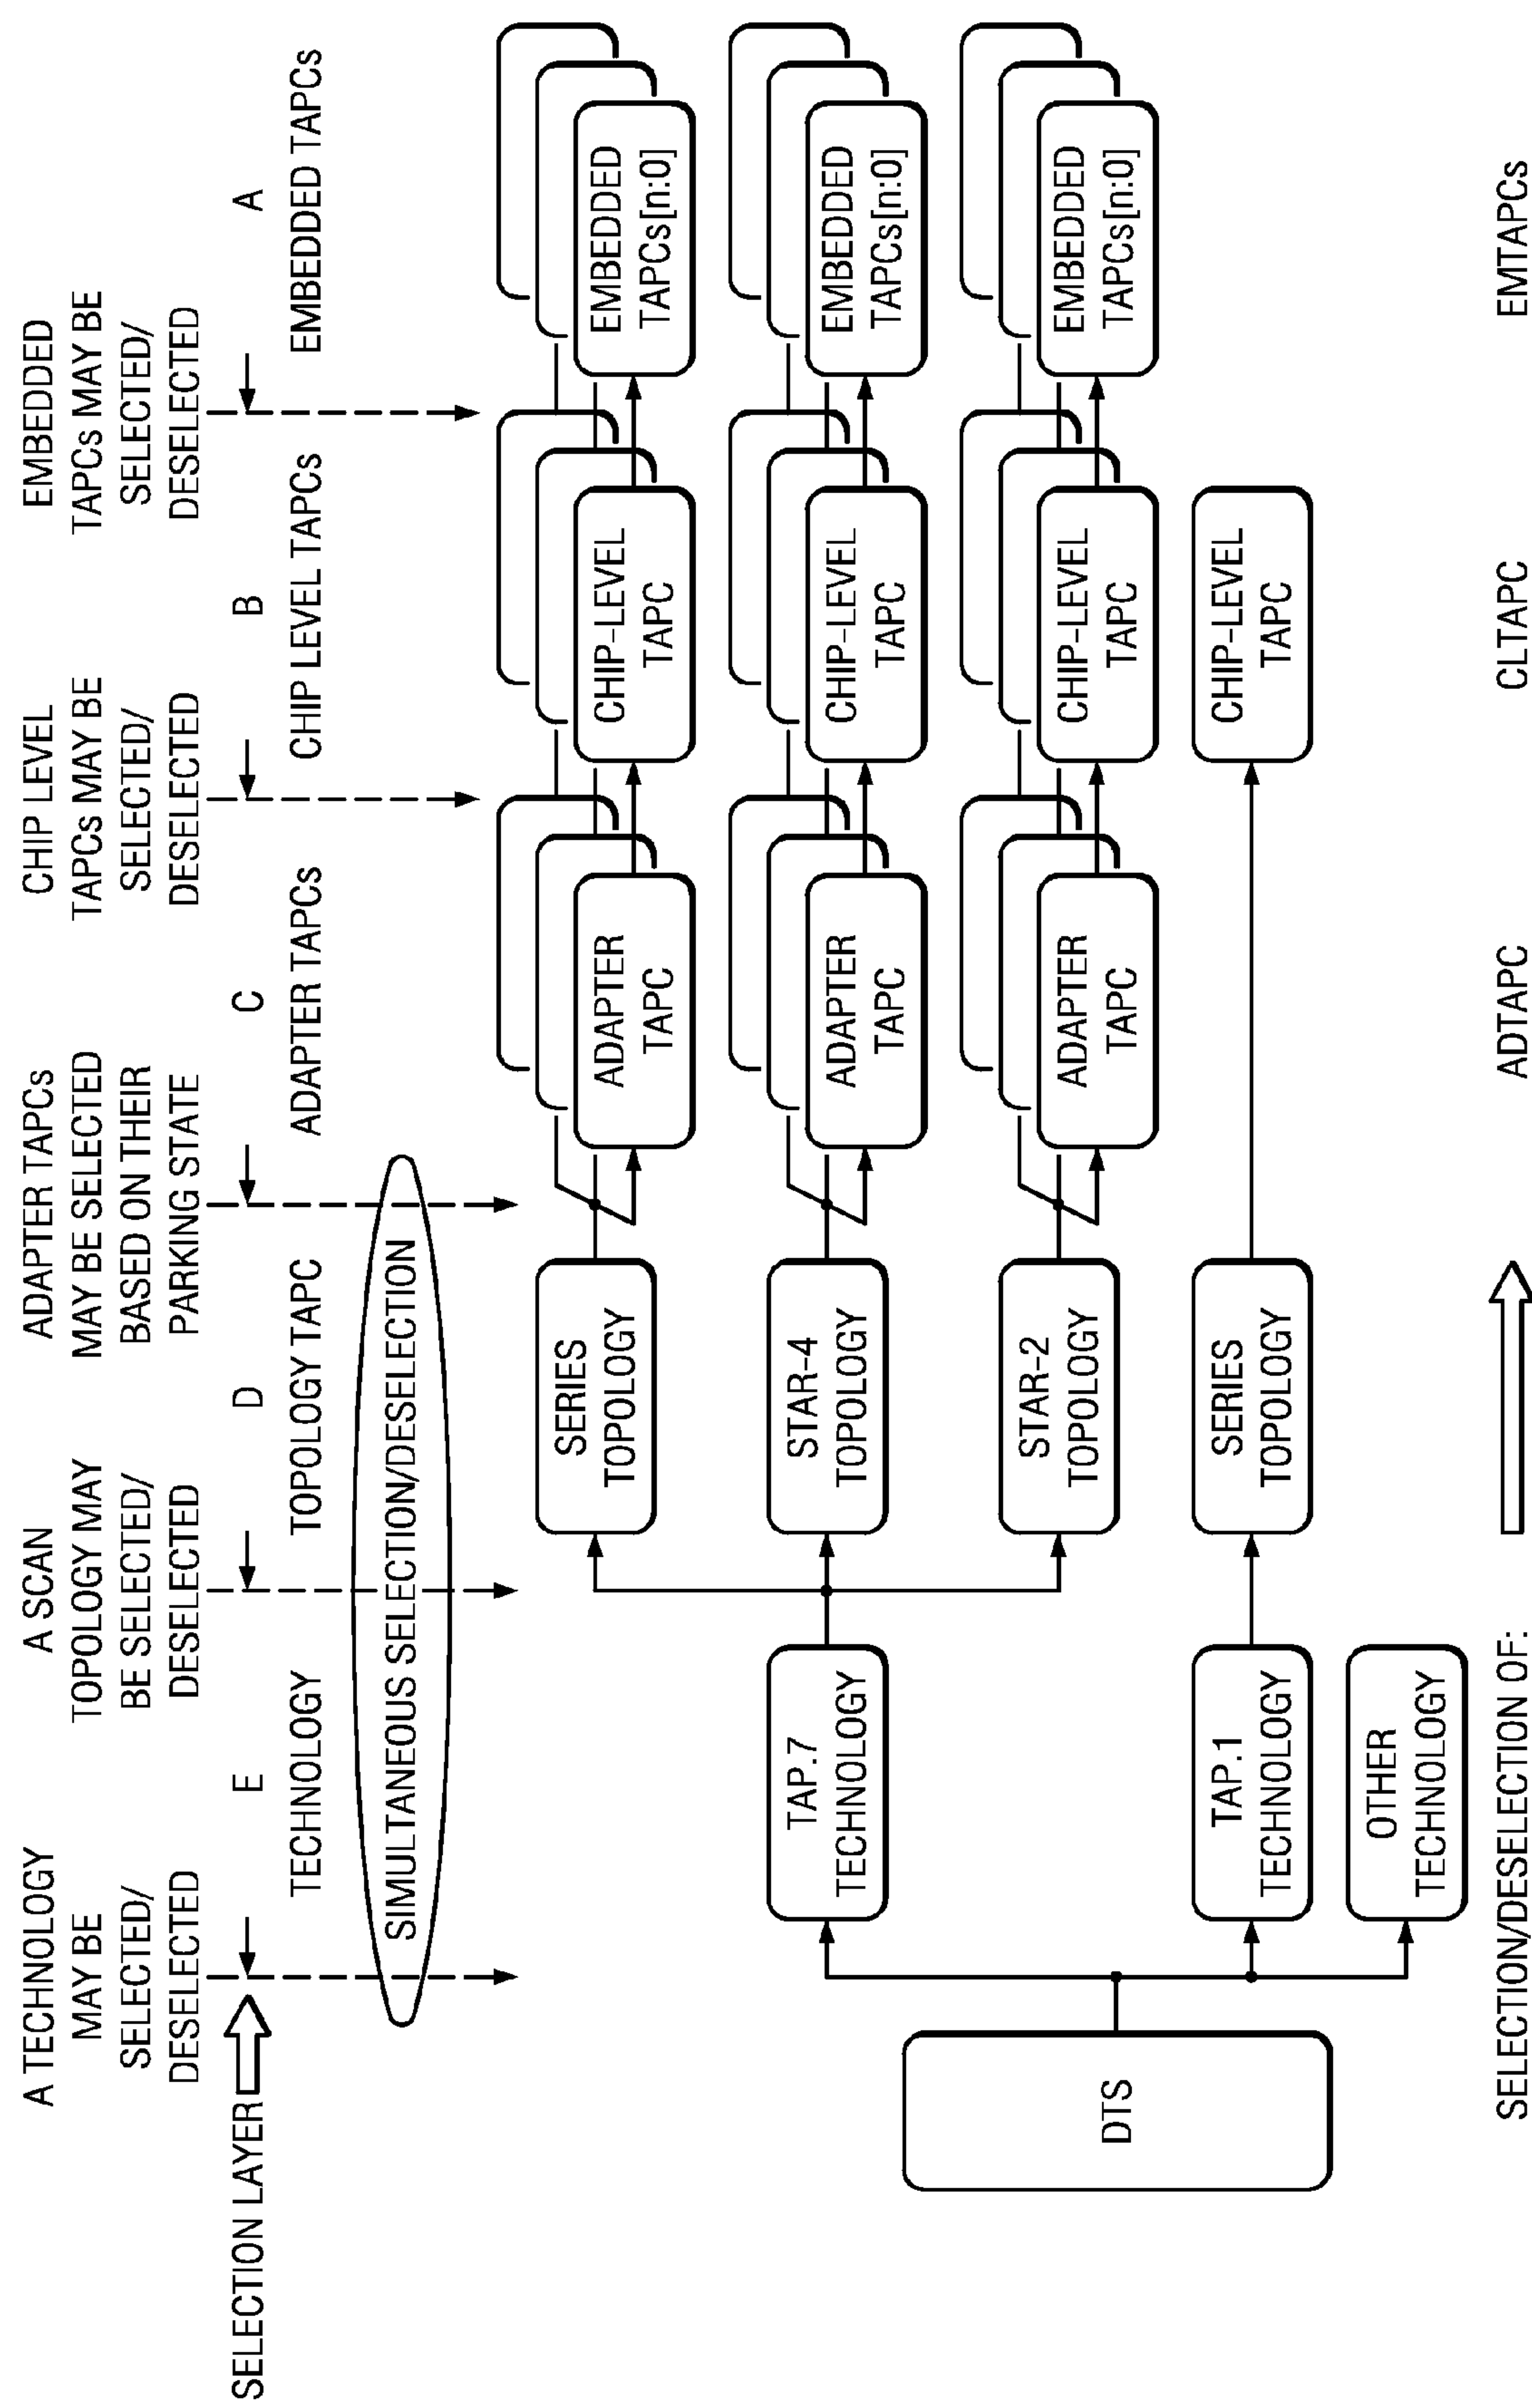 A TECHNOLOGY
MAY BE
SELECTED/
DESELECTED
A SCAN
TOPOLOGY MAY
BE SELECTED/
DESELECTED
ADAPTER TAPCs
MAY BE SELECTED
BASED ON THEIR
PARKING STATE
CHIP LEVEL
TAPCs MAY BE
SELECTED/
DESELECTED
EMBEDDED
TAPCs MAY BE
SELECTED/
DESELECTED
SELECTION LAYER
E
D
C
B
A
TECHNOLOGY
TOPOLOGY TAPC
ADAPTER TAPCs
CHIP LEVEL TAPCs
EMBEDDED TAPCs
SIMULTANEOUS SELECTION/DESELECTION
SERIES
TOPOLOGY
ADAPTER
TAPC
CHIP-LEVEL
TAPC
EMBEDDED
TAPCs[n:0]
TAP.7
TECHNOLOGY
STAR-4
TOPOLOGY
ADAPTER
TAPC
CHIP-LEVEL
TAPC
EMBEDDED
TAPCs[n:0]
STAR-2
TOPOLOGY
ADAPTER
TAPC
CHIP-LEVEL
TAPC
EMBEDDED
TAPCs[n:0]
DTS
TAP.1
TECHNOLOGY
SERIES
TOPOLOGY
CHIP-LEVEL
TAPC
OTHER
TECHNOLOGY
SELECTION/DESELECTION OF:
ADTAPC
CLTAPC
EMTAPCs